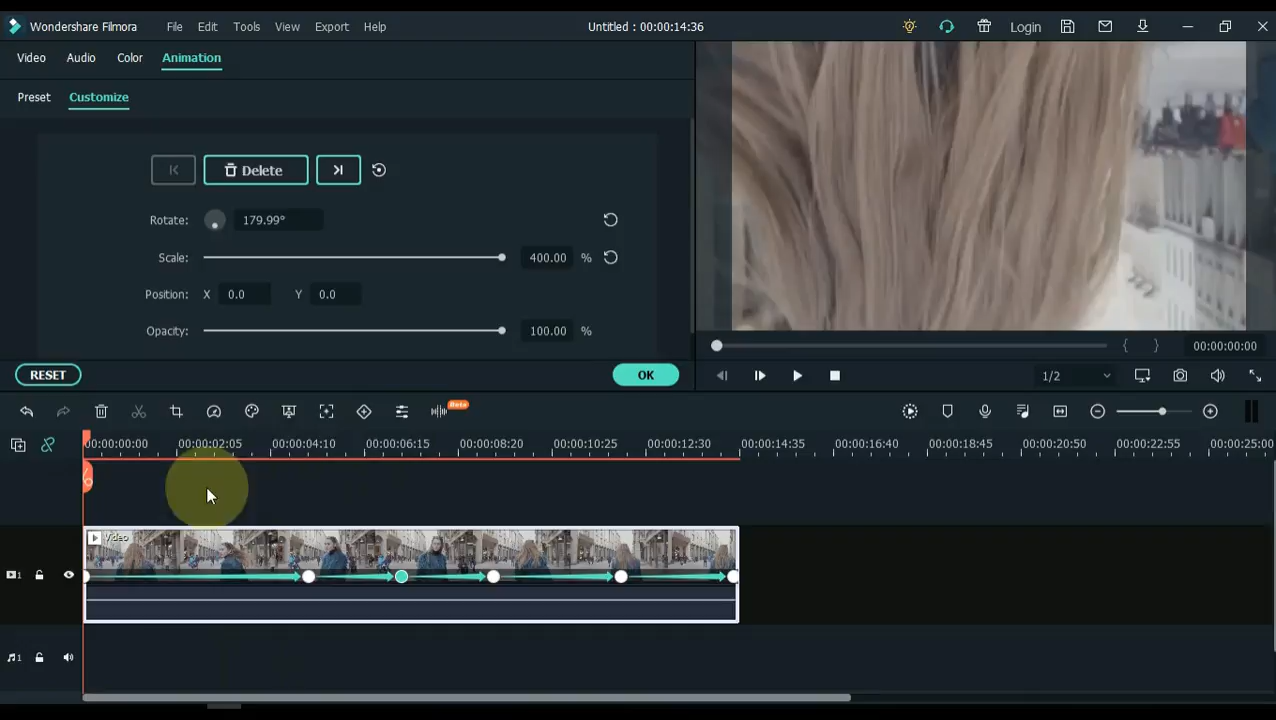 Wondershare Filmora File Edit Tools View Export Help Untitled : 00:00:14:36 Login
Video Audio Color Animation
Preset Customize
Delete
Rotate: 179.99°
Scale: 400.00 %
Position: X 0.0 Y 0.0
Opacity: 100.00 %
00:00:00:00
RESET OK 1/2
Beta
00:00:00:00 00:00:02:05 00:00:04:10 00:00:06:15 00:00:08:20 00:00:10:25 00:00:12:30 00:00:14:35 00:00:16:40 00:00:18:45 00:00:20:50 00:00:22:55 00:00:25:00
Video
1
1